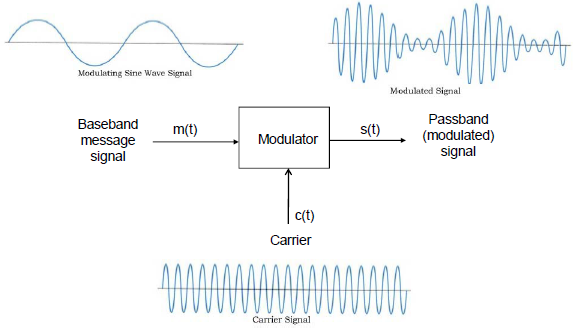 Modulating Sine Wave Signal
Modulated Signal
Baseband
message
signal
m(t)
Modulator
s(t)
Passband
(modulated)
signal
c(t)
Carrier
Carrier Signal